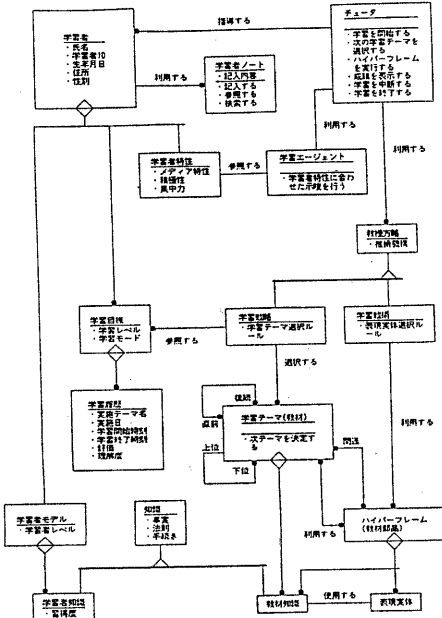 学習者
・氏名
・学習者ID
・生年月日
・住所
・性別
指導する
チュータ
・学習を開始する
・次の学習テーマを
選択する
・ハイパーフレーム
を実行する
・成績を表示する
・学習を中断する
・学習を終了する
利用する
学習者ノート
・記入内容
・記入する
・参照する
・検索する
利用する
利用する
学習者特性
・メディア特性
・積極性
・集中力
参照する
学習エージェント
・学習者特性に合わ
せた示唆を行う
教授方略
学習目標
・学習レベル
・学習モード
参照する
学習戦略
・学習テーマ選択ル
ール
学習戦術
・表現実体選択ル
ール
選択する
学習履歴
・実施テーマ名
・実施日
・学習開始時刻
・学習終了時刻
・評価
・理解度
後続
直前
上位
下位
学習テーマ(教材)
・次テーマを決定す
る
関連
利用する
学習者モデル
・学習者レベル
知識
・事実
・法則
・手続き
利用する
ハイパーフレーム
(教材部品)
学習者知識
・習得度
教材知識
使用する
表現実体